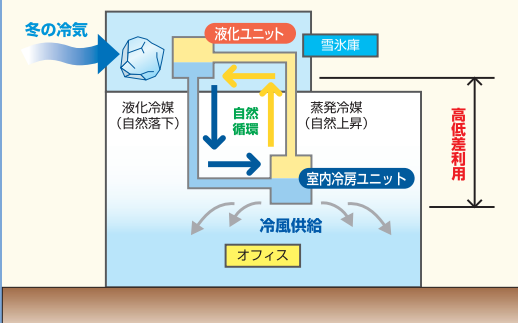 冬の冷気
液化ユニット
雪氷庫
液化冷媒
（自然落下）
自然
循環
蒸発冷媒
（自然上昇）
高低差利用
室内冷房ユニット
冷風供給
オフィス